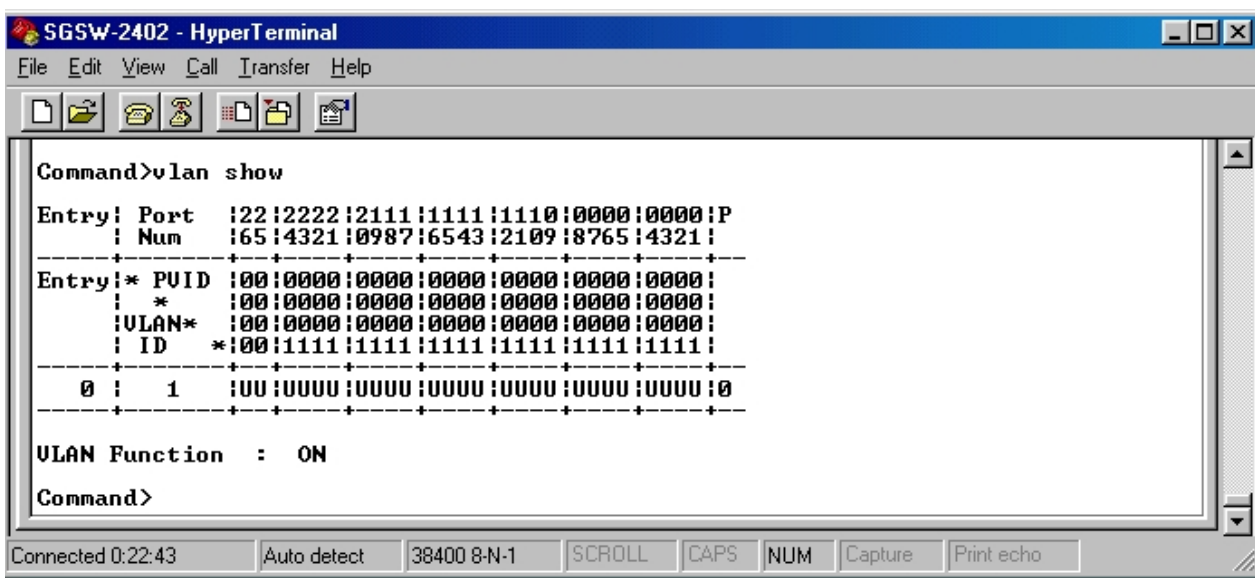 SGSW-2402 - HyperTerminal
File Edit View Call Transfer Help
Command>vlan show
Entry¦ Port   ¦22¦2222¦2111¦1111¦1110¦0000¦0000¦P
      ¦ Num    ¦65¦4321¦0987¦6543¦2109¦8765¦4321¦
------+--------+--+----+----+----+----+----+----+--
Entry¦* PVID  ¦00¦0000¦0000¦0000¦0000¦0000¦0000¦
      ¦  *     ¦00¦0000¦0000¦0000¦0000¦0000¦0000¦
      ¦VLAN*   ¦00¦0000¦0000¦0000¦0000¦0000¦0000¦
      ¦ ID    *¦00¦1111¦1111¦1111¦1111¦1111¦1111¦
------+--------+--+----+----+----+----+----+----+--
   0 ¦    1   ¦UU¦UUUU¦UUUU¦UUUU¦UUUU¦UUUU¦UUUU¦0
------+--------+--+----+----+----+----+----+----+--
VLAN Function  :  ON
Command>
Connected 0:22:43 Auto detect 38400 8-N-1 SCROLL CAPS NUM Capture Print echo